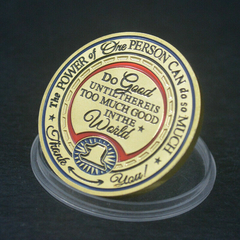 The POWER of One PERSON CAN do so MUCH
Do Good
UNTIL THERE IS
TOO MUCH GOOD
IN THE
World
1
Thank You!